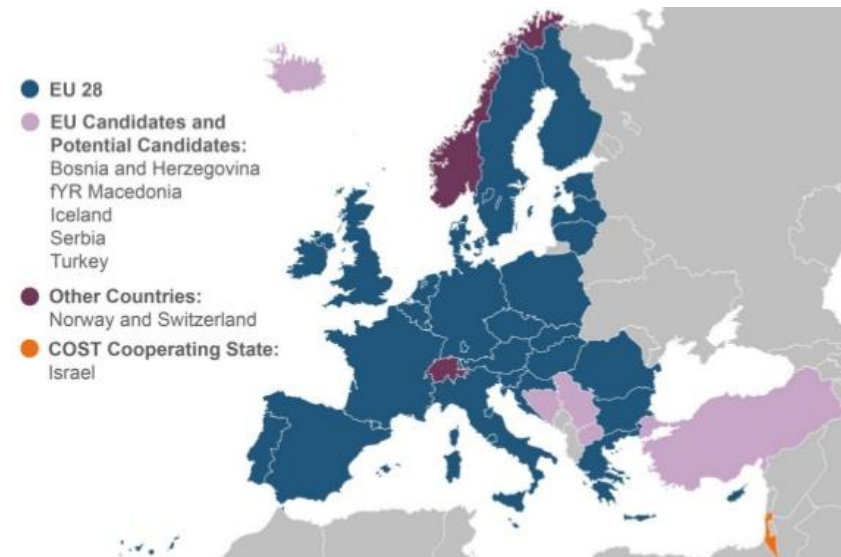 EU 28
EU Candidates and
Potential Candidates:
Bosnia and Herzegovina
fYR Macedonia
Iceland
Serbia
Turkey
Other Countries:
Norway and Switzerland
COST Cooperating State:
Israel